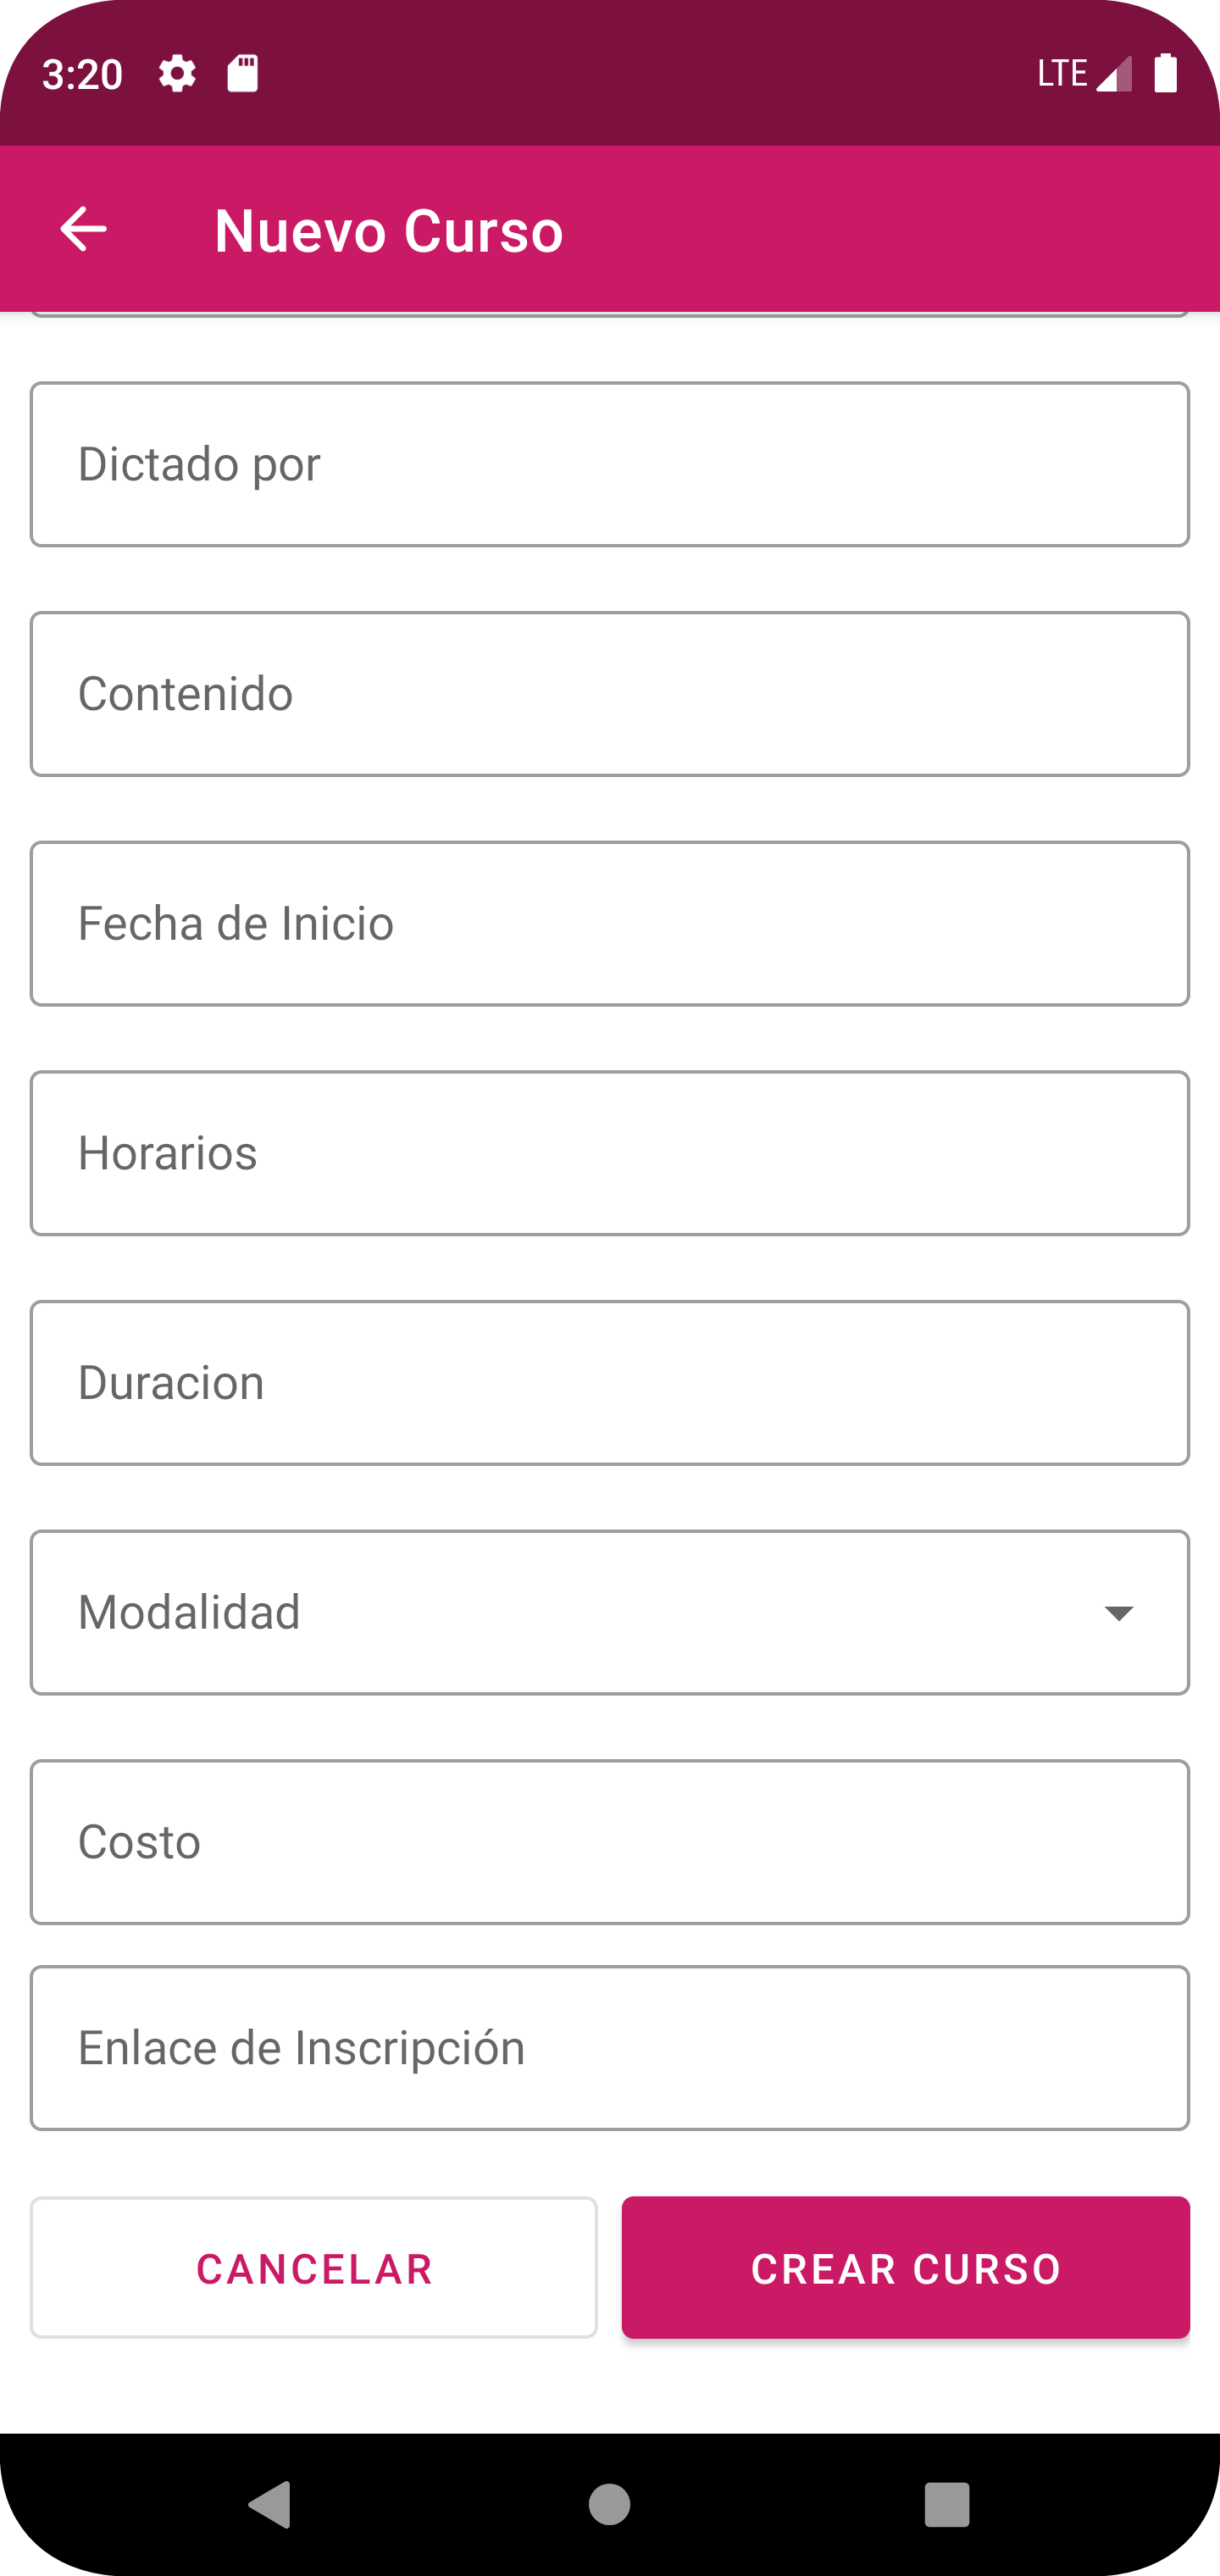 3:20 LTE
Nuevo Curso
Dictado por
Contenido
Fecha de Inicio
Horarios
Duracion
Modalidad
Costo
Enlace de Inscripción
CANCELAR CREAR CURSO